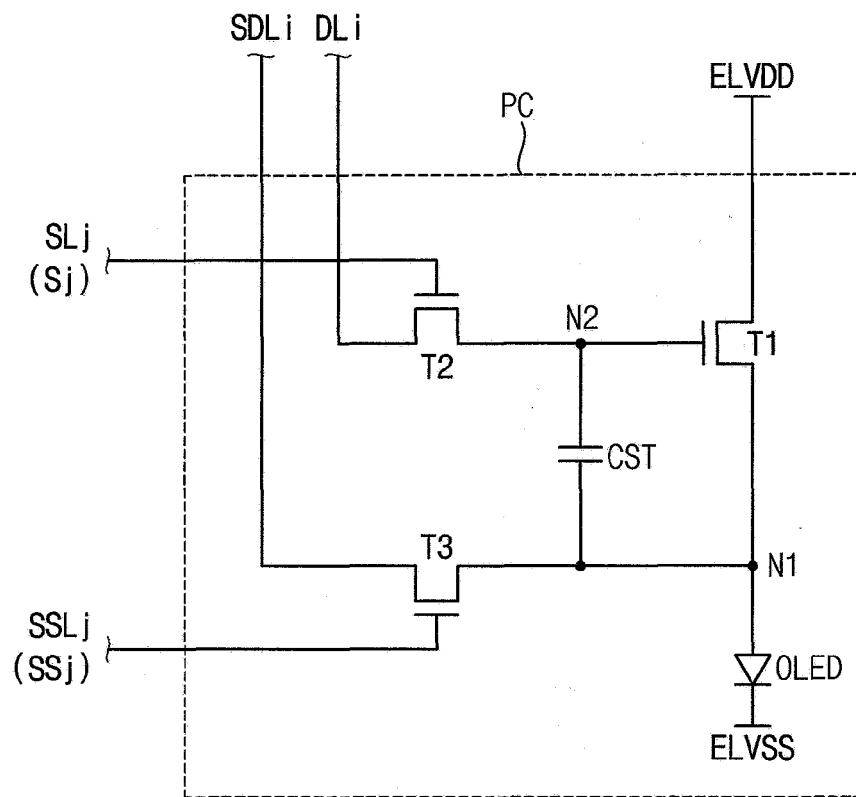 SDLi DLi
ELVDD
PC
SLj
(Sj)
N2
T1
T2
CST
T3
N1
SSLj
(SSj)
OLED
ELVSS